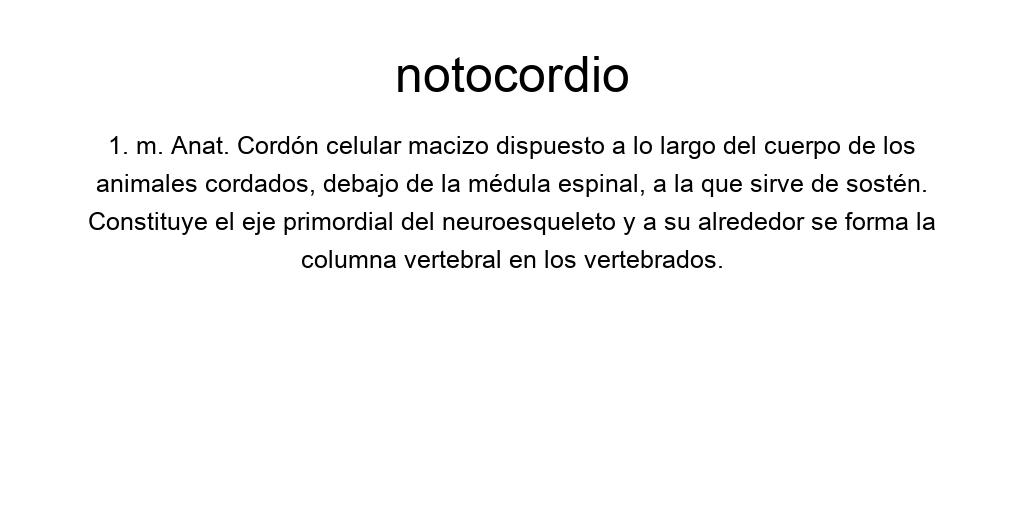 notocordio
1. m. Anat. Cordón celular macizo dispuesto a lo largo del cuerpo de los
animales cordados, debajo de la médula espinal, a la que sirve de sostén.
Constituye el eje primordial del neuroesqueleto y a su alrededor se forma la
columna vertebral en los vertebrados.